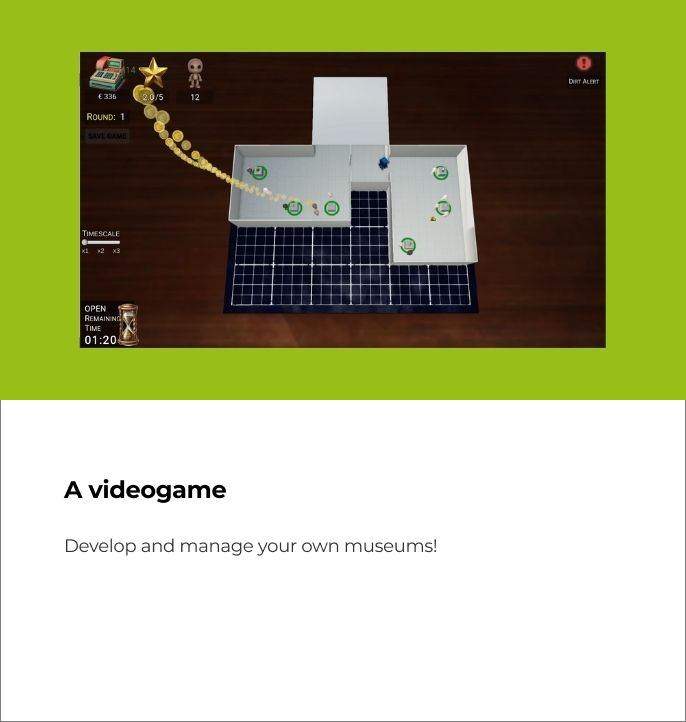 14
€ 336
2.0/5
12
DIRT ALERT
ROUND: 1
SAVE GAME
TIMESCALE
x1 x2 x3
OPEN
REMAINING
TIME
01:20
A videogame
Develop and manage your own museums!